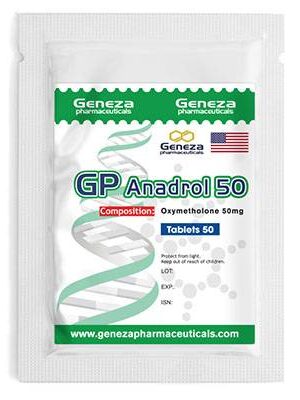 Geneza Geneza
pharmaceuticals pharmaceuticals
Geneza
pharmaceuticals
GP Anadrol 50
Composition: Oxymetholone 50mg
Tablets 50
Protect from light.
Keep out of reach of children.
LOT:
EXP:
ISN:
www.genezapharmaceuticals.com